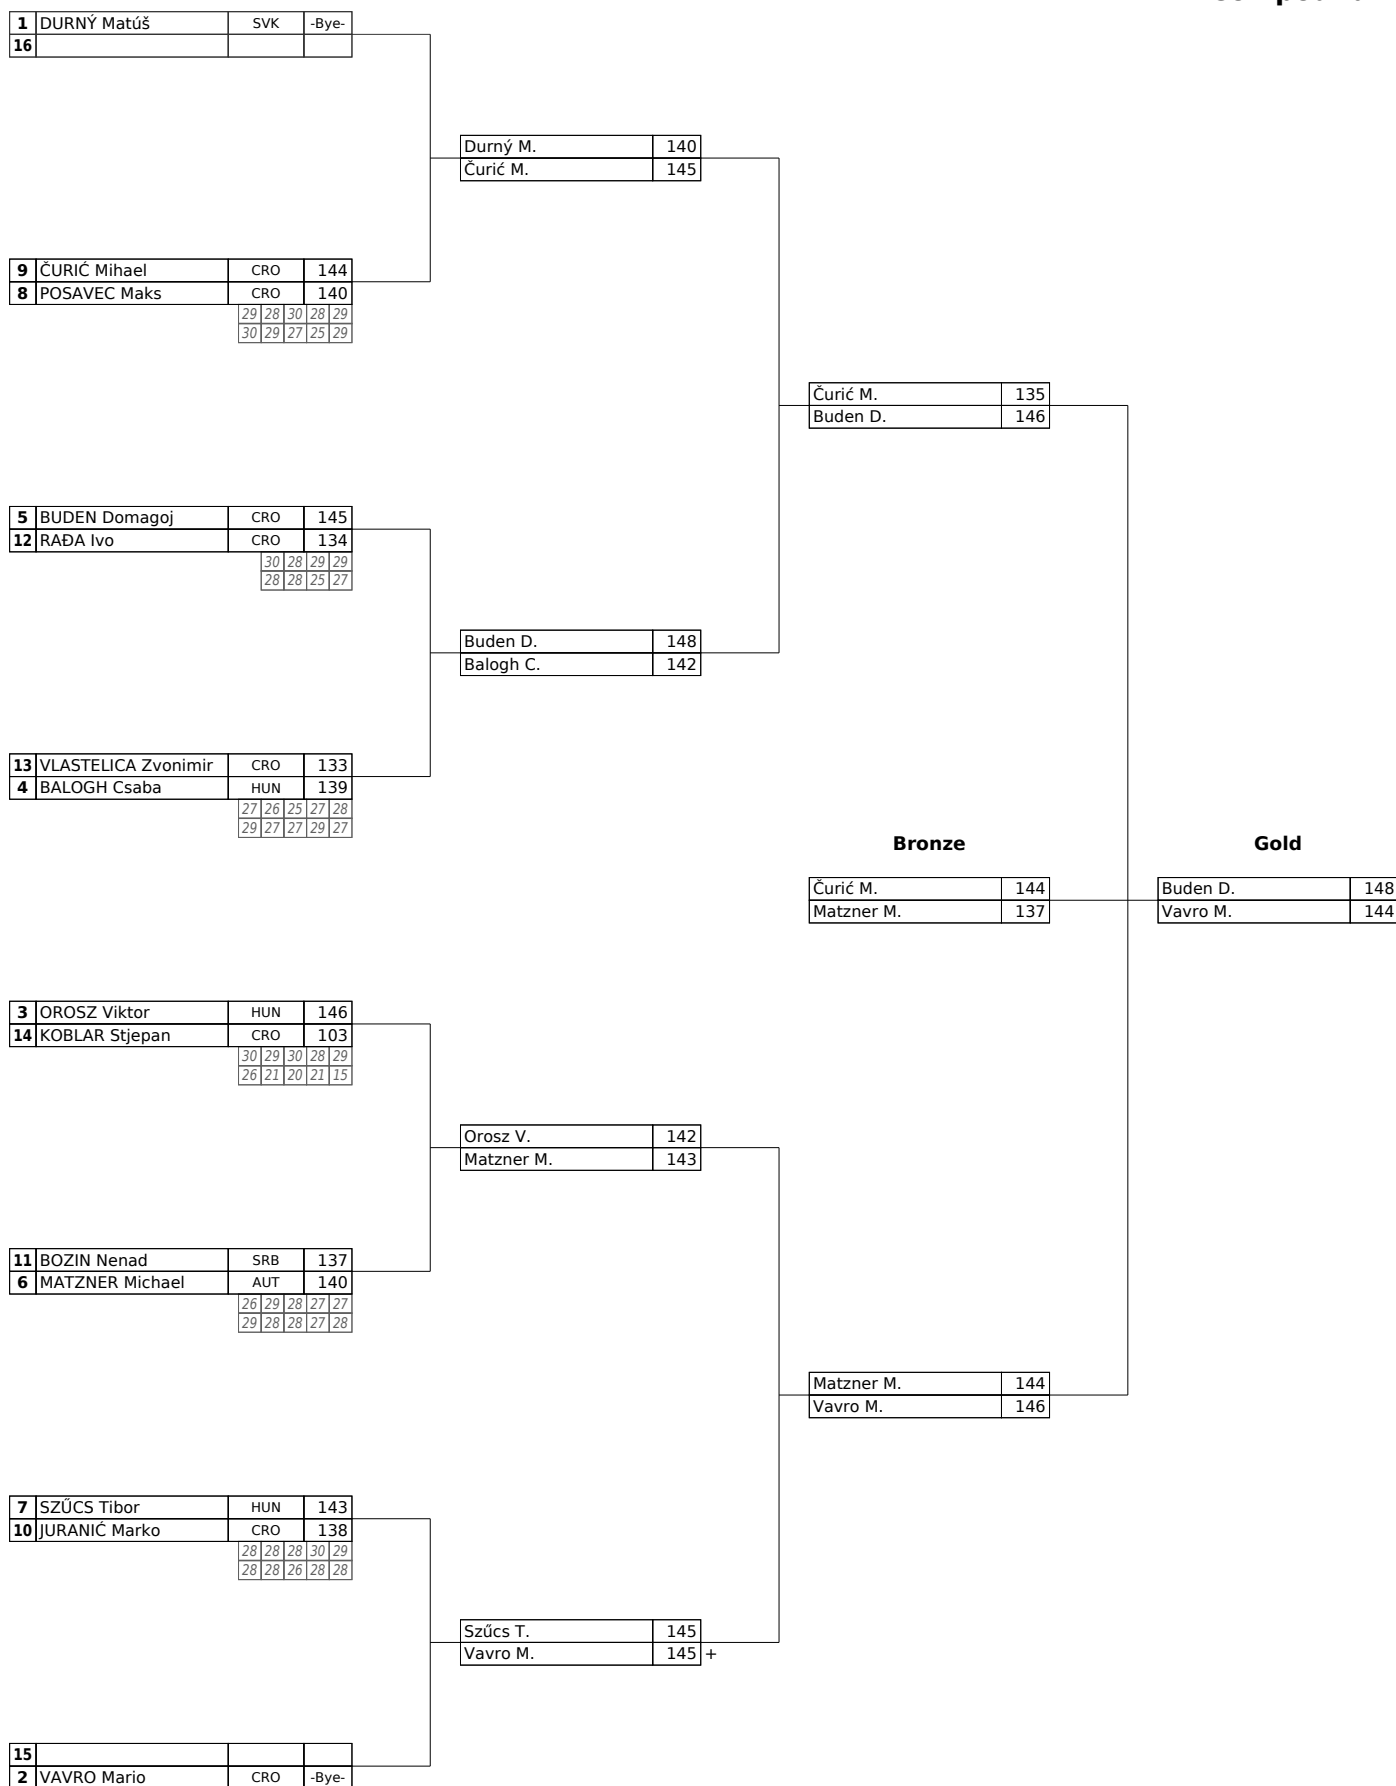 1 DURNÝ Matúš SVK -Bye-
16
Durný M. 140
Čurić M. 145
9 ČURIĆ Mihael CRO 144
8 POSAVEC Maks CRO 140
29 28 30 28 29
30 29 27 25 29
Čurić M. 135
Buden D. 146
5 BUDEN Domagoj CRO 145
12 RAĐA Ivo CRO 134
30 28 29 29
28 28 25 27
Buden D. 148
Balogh C. 142
13 VLASTELICA Zvonimir CRO 133
4 BALOGH Csaba HUN 139
27 26 25 27 28
29 27 27 29 27
Bronze Gold
Čurić M. 144 Buden D. 148
Matzner M. 137 Vavro M. 144
3 OROSZ Viktor HUN 146
14 KOBLAR Stjepan CRO 103
30 29 30 28 29
26 21 20 21 15
Orosz V. 142
Matzner M. 143
11 BOZIN Nenad SRB 137
6 MATZNER Michael AUT 140
26 29 28 27 27
29 28 28 27 28
Matzner M. 144
Vavro M. 146
7 SZŰCS Tibor HUN 143
10 JURANIĆ Marko CRO 138
28 28 28 30 29
28 28 26 28 28
Szűcs T. 145
Vavro M. 145 +
15
2 VAVRO Mario CRO -Bye-